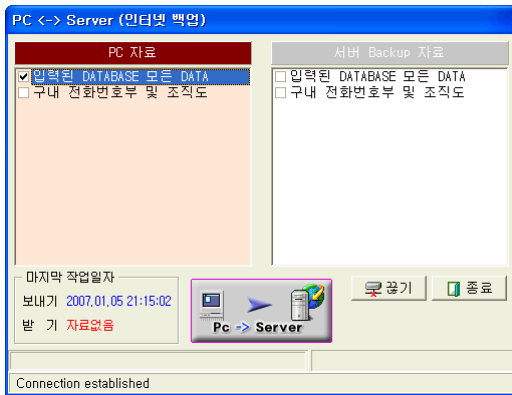 PC <-> Server (인터넷 백업)
PC 자료
서버 Backup 자료
입력된 DATABASE 모든 DATA
구내 전화번호부 및 조직도
입력된 DATABASE 모든 DATA
구내 전화번호부 및 조직도
마지막 작업일자
보내기 2007.01.05 21:15:02
받 기 자료없음
Pc -> Server
끊기
종료
Connection established